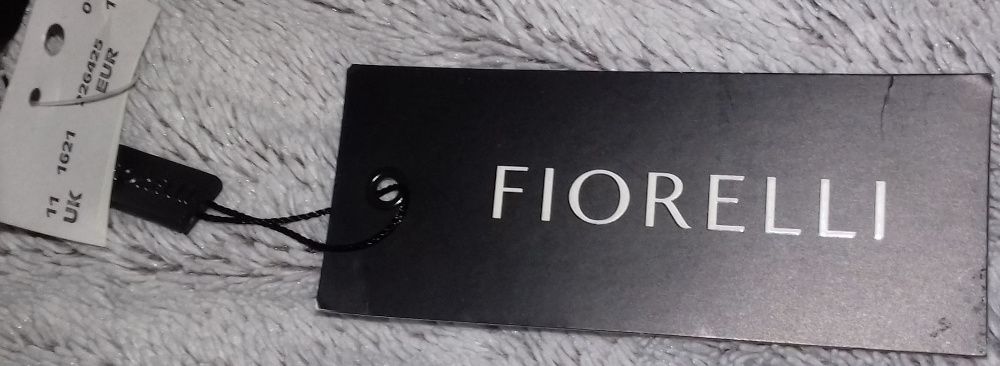 FIORELLI
11 1621
UK
EUR